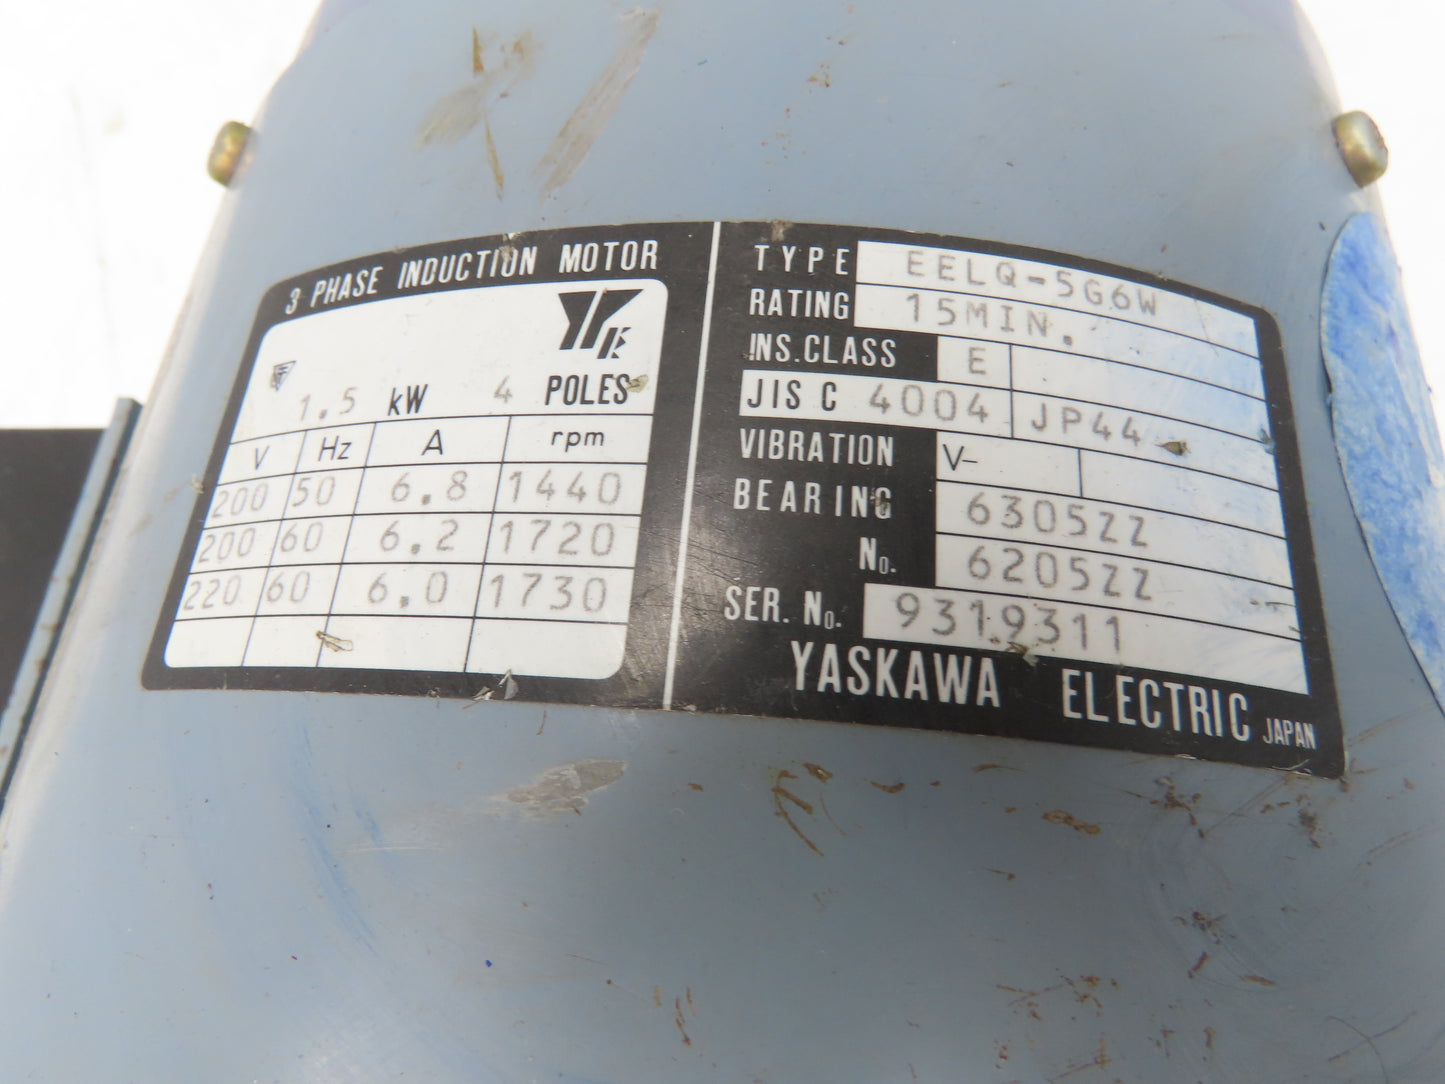 3 PHASE INDUCTION MOTOR
1.5 kW 4 POLES
V Hz A rpm
200 50 6.8 1440
200 60 6.2 1720
220 60 6.0 1730
TYPE EELQ-5G6W
RATING 15MIN.
INS.CLASS E
JIS C 4004 JP44
VIBRATION V-
BEARING 6305ZZ
No. 6205ZZ
SER. No. 9319311
YASKAWA ELECTRIC JAPAN